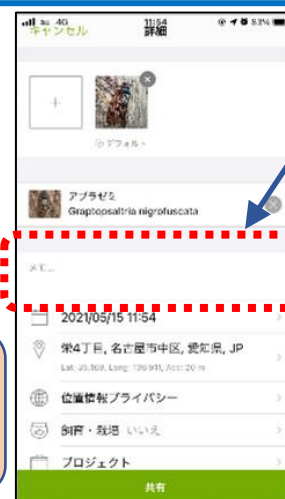 au 4G 11:54 83%
キャンセル 詳細
デフォルト
アブラゼミ
Graptopsaltria nigrofuscata
メモ...
2021/05/15 11:54
栄4丁目, 名古屋市中区, 愛知県, JP
位置情報プライバシー
飼育・栽培 いいえ
プロジェクト
共有